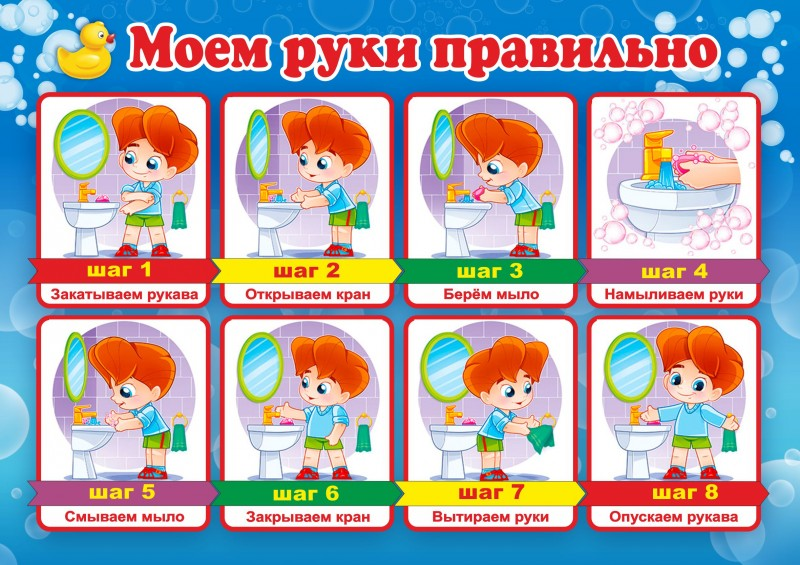 Моем руки правильно
шаг 1
Закатываем рукава
шаг 2
Открываем кран
шаг 3
Берём мыло
шаг 4
Намыливаем руки
шаг 5
Смываем мыло
шаг 6
Закрываем кран
шаг 7
Вытираем руки
шаг 8
Опускаем рукава